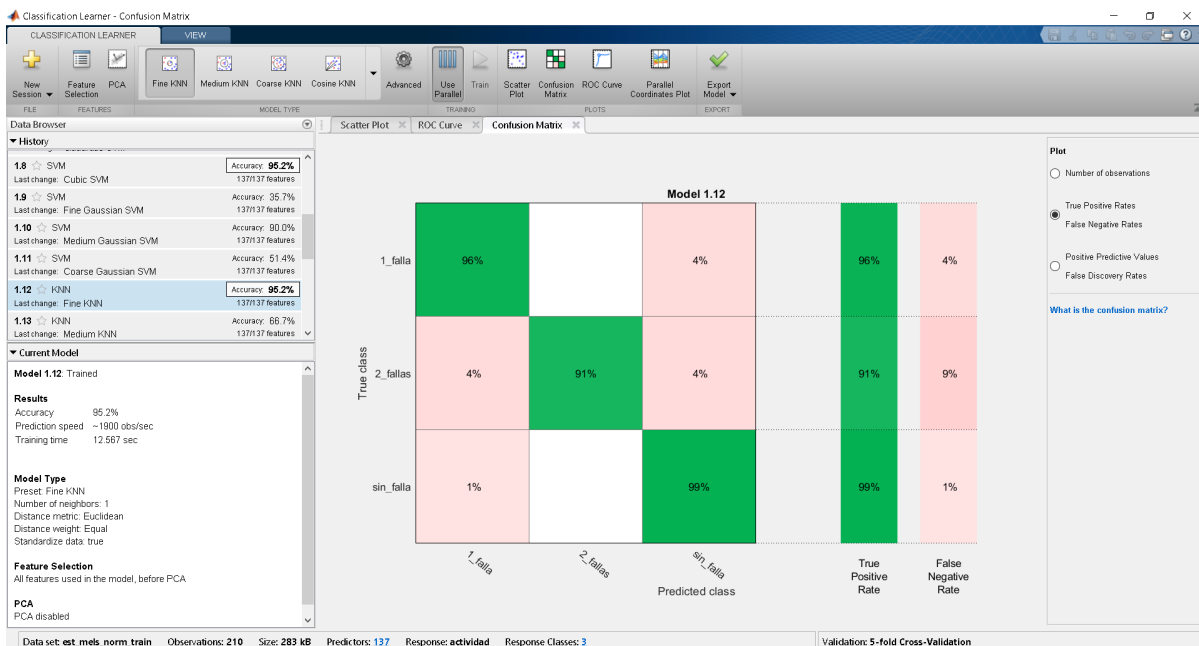 Classification Learner - Confusion Matrix
CLASSIFICATION LEARNER VIEW
New Session
Feature Selection
PCA
Fine KNN
Medium KNN
Coarse KNN
Cosine KNN
Advanced
Use Parallel
Train
Scatter Plot
Confusion Matrix
ROC Curve
Parallel Coordinates Plot
Export Model
FILE FEATURES MODEL TYPE TRAINING PLOTS EXPORT
Data Browser
Scatter Plot ROC Curve Confusion Matrix
History
1.8 SVM Accuracy: 95.2%
Last change: Cubic SVM 137/137 features
1.9 SVM Accuracy: 35.7%
Last change: Fine Gaussian SVM 137/137 features
1.10 SVM Accuracy: 90.0%
Last change: Medium Gaussian SVM 137/137 features
1.11 SVM Accuracy: 51.4%
Last change: Coarse Gaussian SVM 137/137 features
1.12 KNN Accuracy: 95.2%
Last change: Fine KNN 137/137 features
1.13 KNN Accuracy: 66.7%
Last change: Medium KNN 137/137 features
Current Model
Model 1.12: Trained
Results
Accuracy 95.2%
Prediction speed ~1900 obs/sec
Training time 12.567 sec
Model Type
Preset: Fine KNN
Number of neighbors: 1
Distance metric: Euclidean
Distance weight: Equal
Standardize data: true
Feature Selection
All features used in the model, before PCA
PCA
PCA disabled
Model 1.12
True class
1_falla 96% 4% 96% 4%
2_fallas 4% 91% 4% 91% 9%
sin_falla 1% 99% 99% 1%
1_falla 2_fallas sin_falla
Predicted class
True Positive Rate
False Negative Rate
Plot
Number of observations
True Positive Rates
False Negative Rates
Positive Predictive Values
False Discovery Rates
What is the confusion matrix?
Data set: est_mels_norm_train Observations: 210 Size: 283 kB Predictors: 137 Response: actividad Response Classes: 3 Validation: 5-fold Cross-Validation